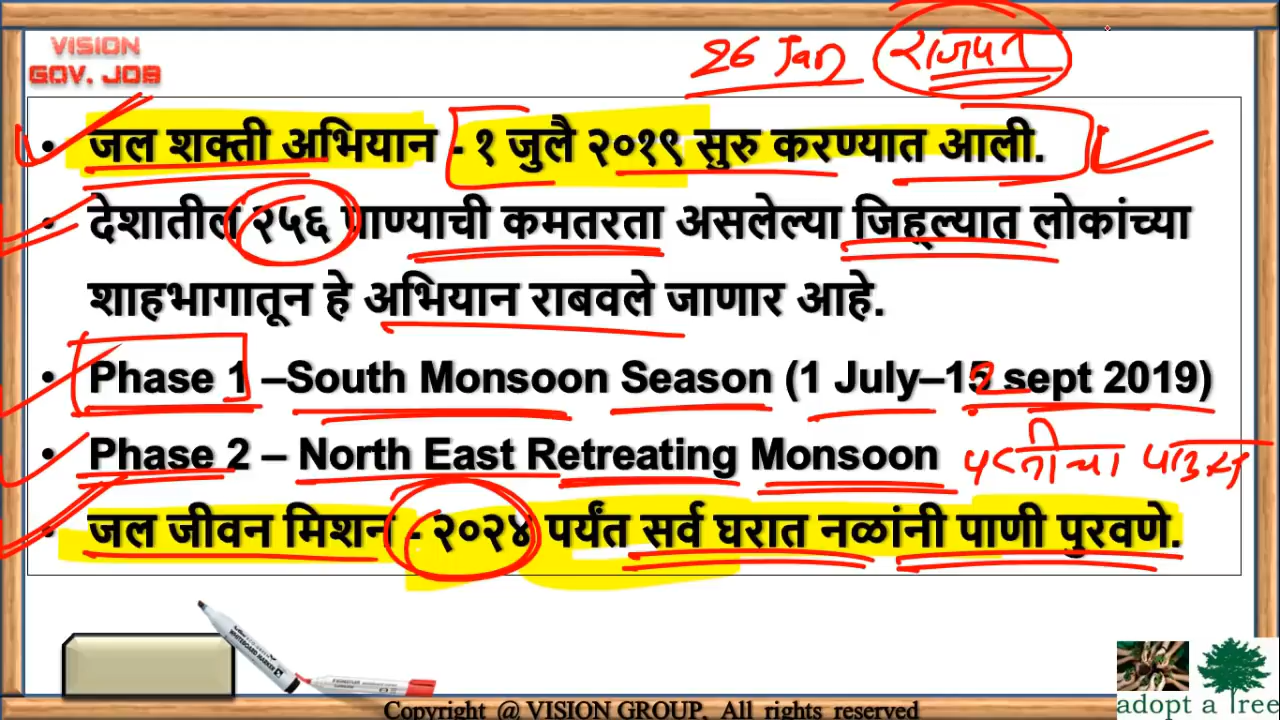 VISION
GOV. JOB
26 Jan राजपत
• जल शक्ती अभियान - १ जुलै २०१९ सुरु करण्यात आली.
• देशातील २५६ पाण्याची कमतरता असलेल्या जिह्ल्यात लोकांच्या
शाहभागातून हे अभियान राबवले जाणार आहे.
• Phase 1 –South Monsoon Season (1 July–15 sept 2019)
• Phase 2 – North East Retreating Monsoon परतीचा पाउस
• जल जीवन मिशन - २०२४ पर्यंत सर्व घरात नळांनी पाणी पुरवणे.
adopt a Tree
Copyright @ VISION GROUP, All rights reserved